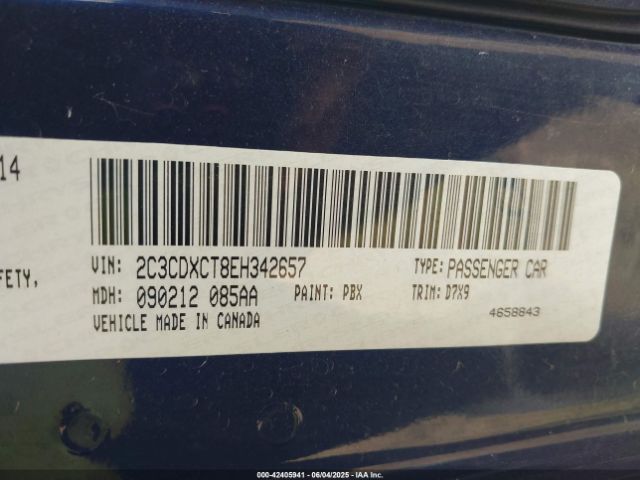 14
FETY,
VIN: 2C3CDXCT8EH342657
TYPE: PASSENGER CAR
MDH: 090212 085AA
PAINT: PBX
TRIM: D7X9
VEHICLE MADE IN CANADA
4658843
000-42405941 - 06/04/2025 - IAA Inc.